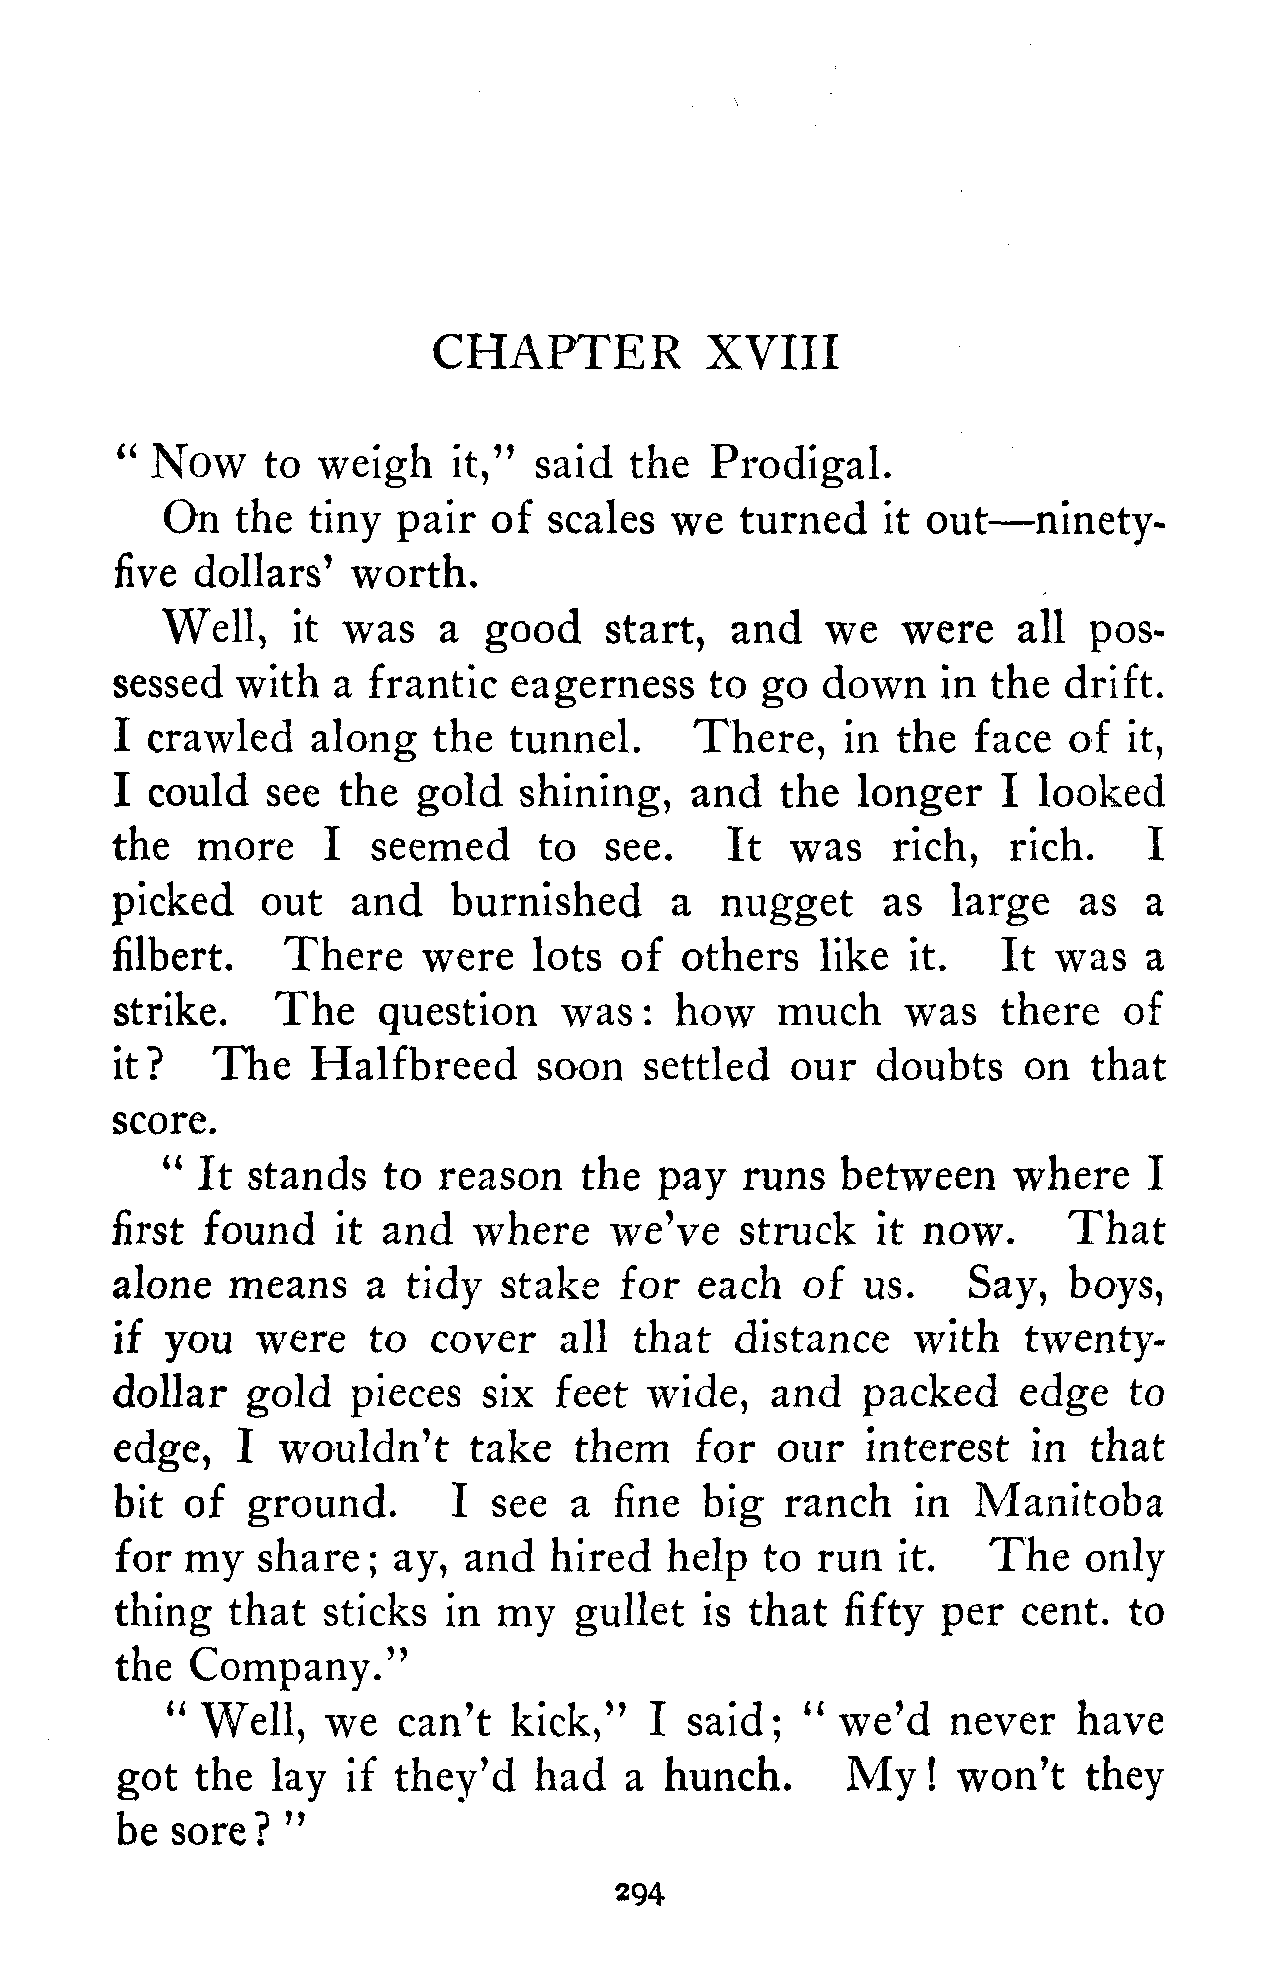 CHAPTER XVIII
“ Now to weigh it,” said the Prodigal.
On the tiny pair of scales we turned it out—ninety-
five dollars’ worth.
Well, it was a good start, and we were all pos-
sessed with a frantic eagerness to go down in the drift.
I crawled along the tunnel. There, in the face of it,
I could see the gold shining, and the longer I looked
the more I seemed to see. It was rich, rich. I
picked out and burnished a nugget as large as a
filbert. There were lots of others like it. It was a
strike. The question was : how much was there of
it ? The Halfbreed soon settled our doubts on that
score.
“ It stands to reason the pay runs between where I
first found it and where we’ve struck it now. That
alone means a tidy stake for each of us. Say, boys,
if you were to cover all that distance with twenty-
dollar gold pieces six feet wide, and packed edge to
edge, I wouldn’t take them for our interest in that
bit of ground. I see a fine big ranch in Manitoba
for my share ; ay, and hired help to run it. The only
thing that sticks in my gullet is that fifty per cent. to
the Company.”
“ Well, we can’t kick,” I said ; “ we’d never have
got the lay if they’d had a hunch. My ! won’t they
be sore ? ”
294